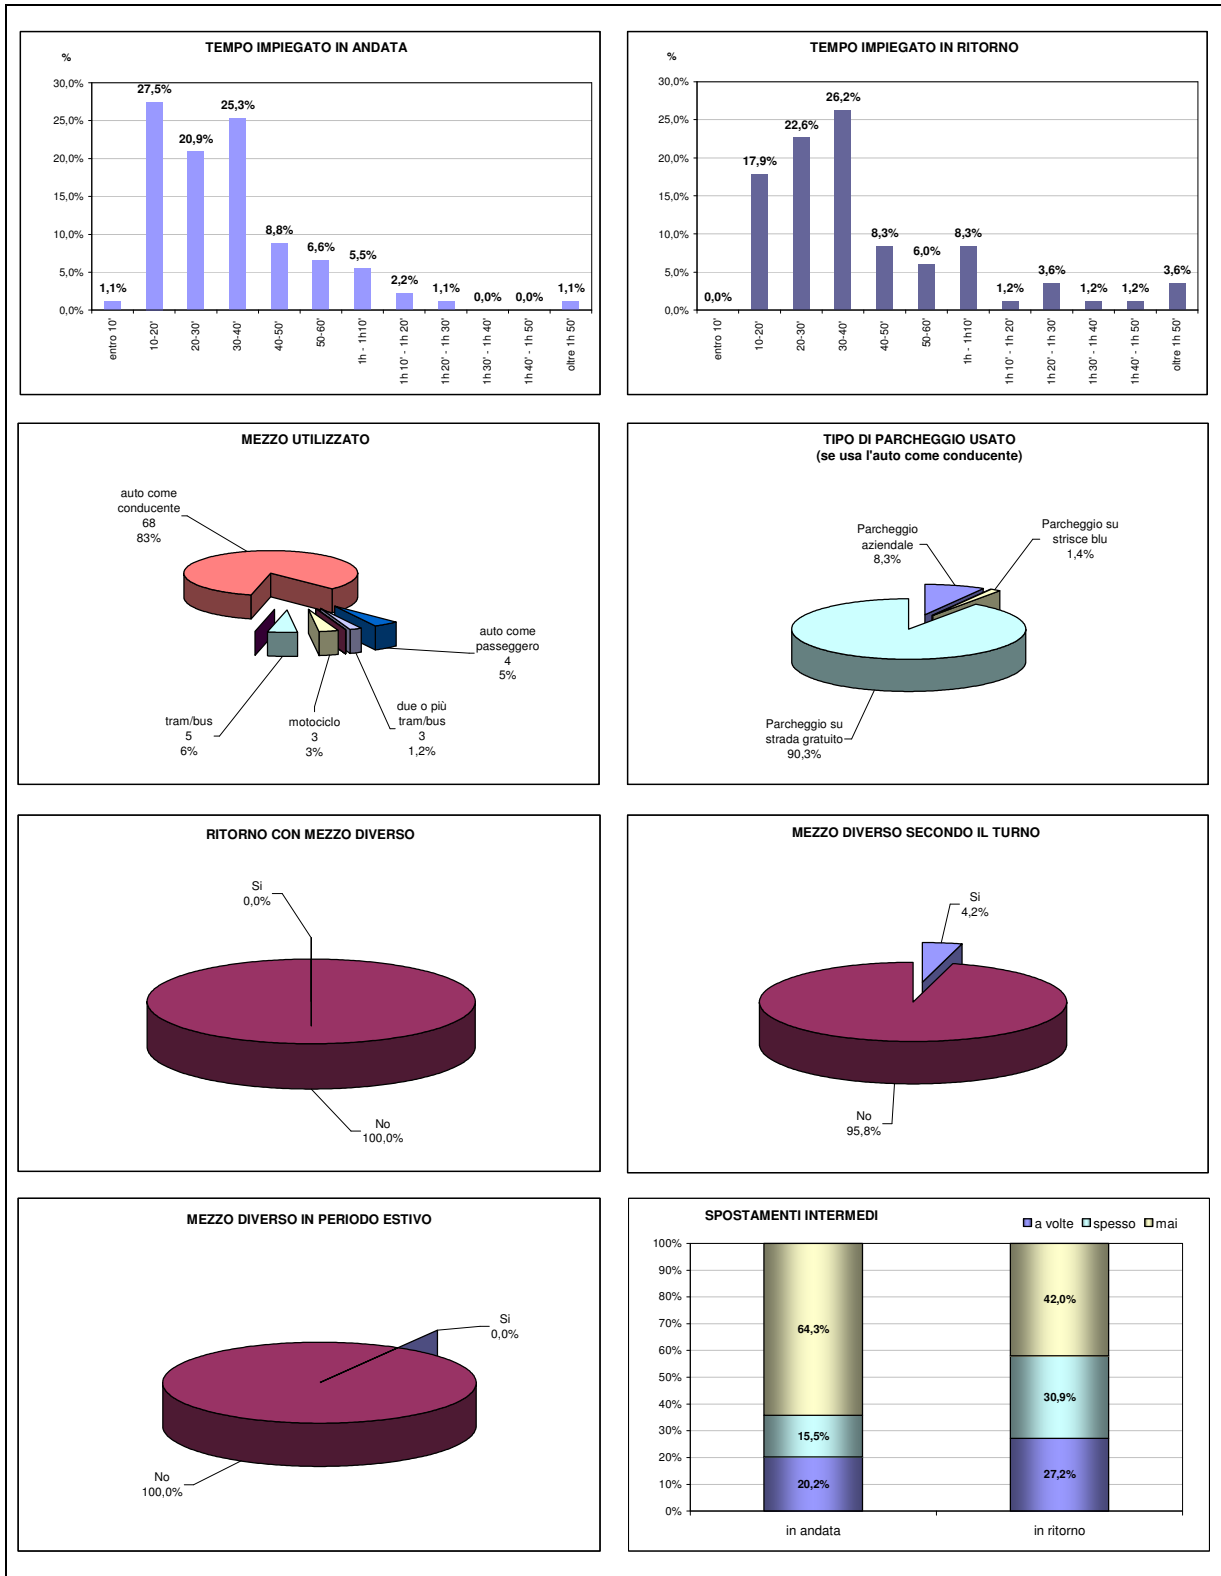 TEMPO IMPIEGATO IN ANDATA
%
30,0%
25,0%
20,0%
15,0%
10,0%
5,0%
0,0%
1,1%
27,5%
20,9%
25,3%
8,8%
6,6%
5,5%
2,2%
1,1%
0,0%
0,0%
1,1%
entro 10'
10-20'
20-30'
30-40'
40-50'
50-60'
1h - 1h10'
1h 10' - 1h 20'
1h 20' - 1h 30'
1h 30' - 1h 40'
1h 40' - 1h 50'
oltre 1h 50'
TEMPO IMPIEGATO IN RITORNO
%
30,0%
25,0%
20,0%
15,0%
10,0%
5,0%
0,0%
0,0%
17,9%
22,6%
26,2%
8,3%
6,0%
8,3%
1,2%
3,6%
1,2%
1,2%
3,6%
entro 10'
10-20'
20-30'
30-40'
40-50'
50-60'
1h - 1h10'
1h 10' - 1h 20'
1h 20' - 1h 30'
1h 30' - 1h 40'
1h 40' - 1h 50'
oltre 1h 50'
MEZZO UTILIZZATO
auto come
conducente
68
83%
auto come
passeggero
4
5%
due o più
tram/bus
3
1,2%
motociclo
3
3%
tram/bus
5
6%
TIPO DI PARCHEGGIO USATO
(se usa l'auto come conducente)
Parcheggio
aziendale
8,3%
Parcheggio su
strisce blu
1,4%
Parcheggio su
strada gratuito
90,3%
RITORNO CON MEZZO DIVERSO
Si
0,0%
No
100,0%
MEZZO DIVERSO SECONDO IL TURNO
Si
4,2%
No
95,8%
MEZZO DIVERSO IN PERIODO ESTIVO
Si
0,0%
No
100,0%
SPOSTAMENTI INTERMEDI
a volte spesso mai
100%
90%
80%
70%
60%
50%
40%
30%
20%
10%
0%
64,3%
15,5%
20,2%
42,0%
30,9%
27,2%
in andata
in ritorno